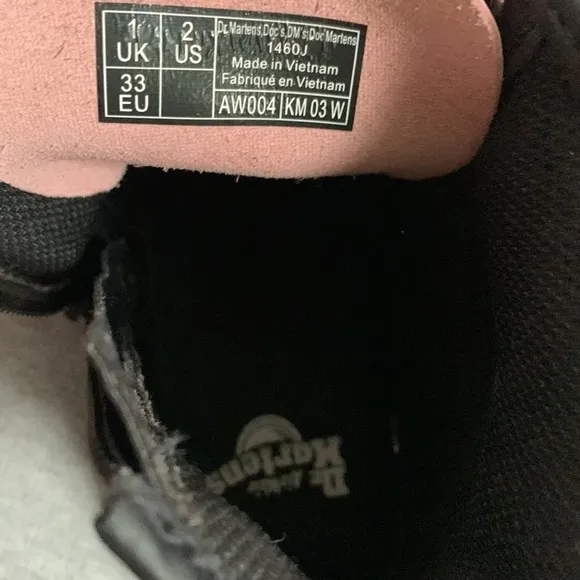 1 UK
2 US
33 EU
Dr.Martens,Doc's,DM's,Doc Martens
1460J
Made in Vietnam
Fabriqué en Vietnam
AW004 KM 03 W
Dr.
Martens